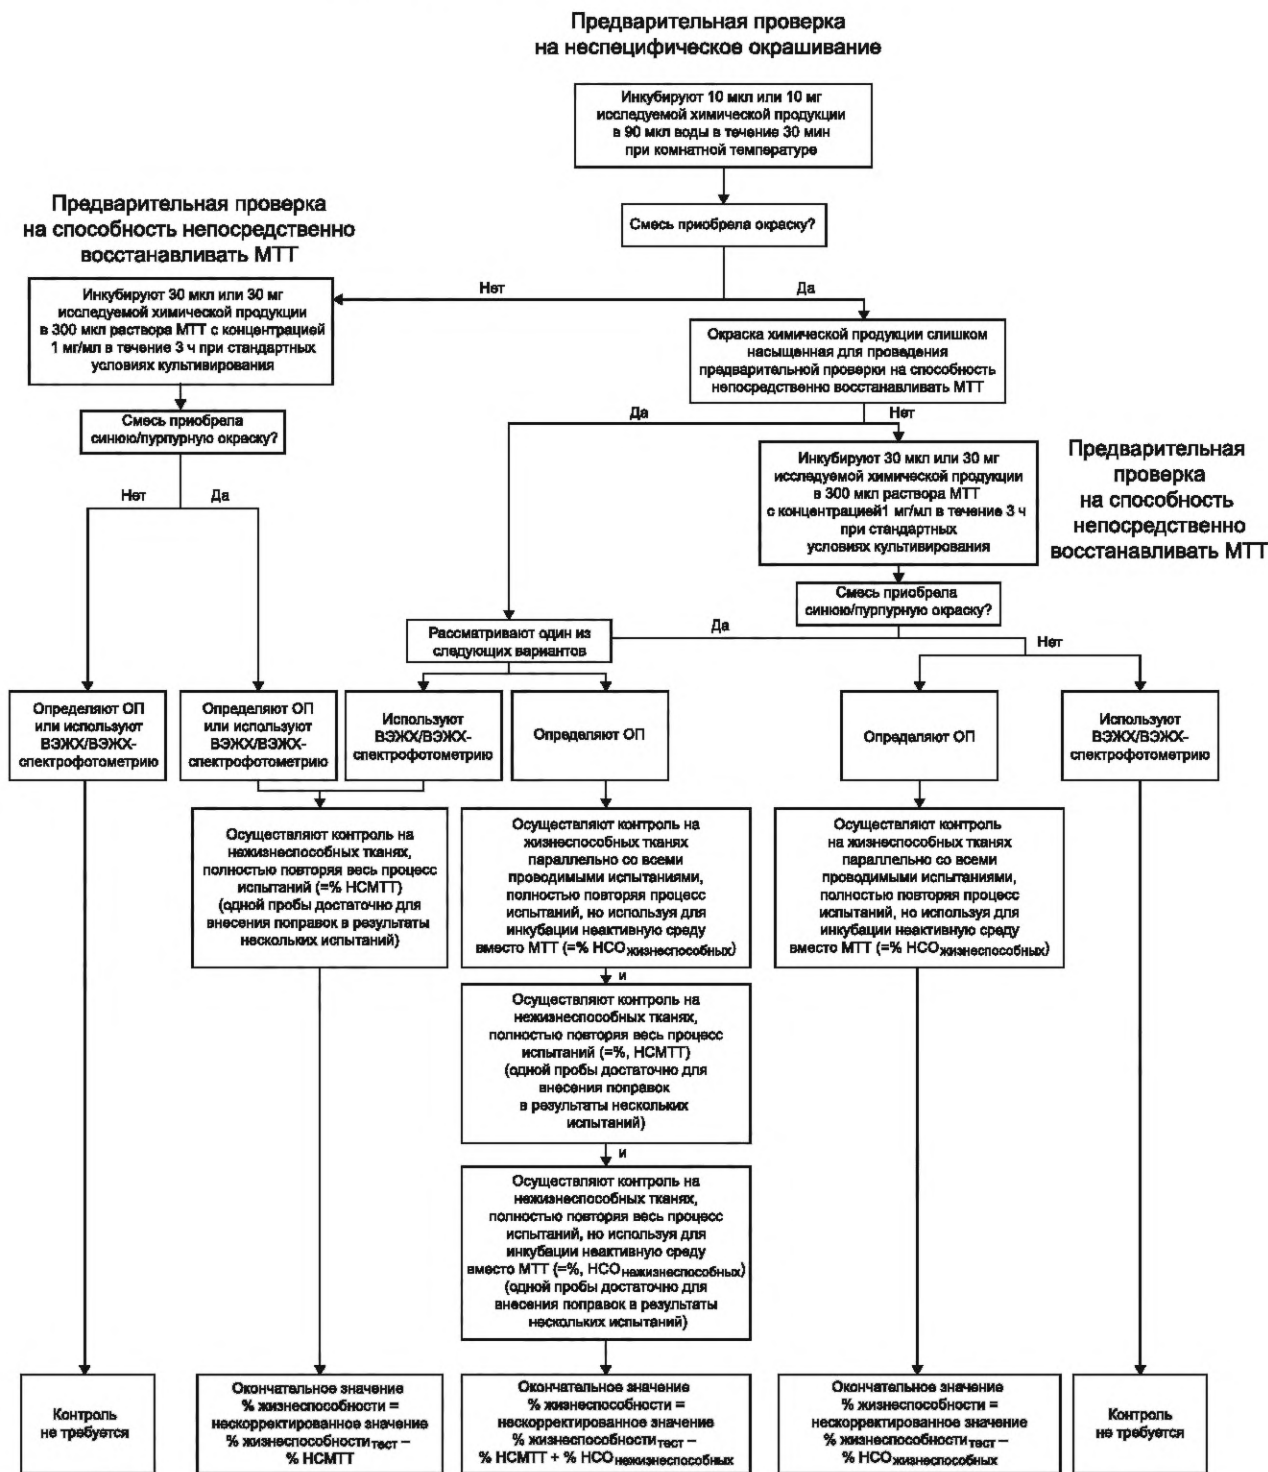 Предварительная проверка
на неспецифическое окрашивание
Инкубируют 10 мкл или 10 мг
исследуемой химической продукции
в 90 мкл воды в течение 30 мин
при комнатной температуре
Смесь приобрела окраску?
Нет
Да
Предварительная проверка
на способность непосредственно
восстанавливать МТТ
Инкубируют 30 мкл или 30 мг
исследуемой химической продукции
в 300 мкл раствора МТТ с концентрацией
1 мг/мл в течение 3 ч при стандартных
условиях культивирования
Смесь приобрела
синюю/пурпурную окраску?
Нет
Да
Окраска химической продукции слишком
насыщенная для проведения
предварительной проверки на способность
непосредственно восстанавливать МТТ
Да
Нет
Инкубируют 30 мкл или 30 мг
исследуемой химической продукции
в 300 мкл раствора МТТ
с концентрацией1 мг/мл в течение 3 ч
при стандартных
условиях культивирования
Предварительная
проверка
на способность
непосредственно
восстанавливать МТТ
Смесь приобрела
синюю/пурпурную окраску?
Да
Нет
Рассматривают один из
следующих вариантов
Определяют ОП
или используют
ВЭЖХ/ВЭЖХ-
спектрофотометрию
Определяют ОП
или используют
ВЭЖХ/ВЭЖХ-
спектрофотометрию
Используют
ВЭЖХ/ВЭЖХ-
спектрофотометрию
Определяют ОП
Определяют ОП
Используют
ВЭЖХ/ВЭЖХ-
спектрофотометрию
Осуществляют контроль на
нежизнеспособных тканях,
полностью повторяя весь процесс
испытаний (=% НСМТТ)
(одной пробы достаточно для
внесения поправок в результаты
нескольких испытаний)
Осуществляют контроль на
жизнеспособных тканях
параллельно со всеми
проводимыми испытаниями,
полностью повторяя процесс
испытаний, но используя для
инкубации неактивную среду
вместо МТТ (=% НСОжизнеспособных)
и
Осуществляют контроль на
нежизнеспособных тканях,
полностью повторяя весь процесс
испытаний (=%, НСМТТ)
(одной пробы достаточно для
внесения поправок
в результаты нескольких
испытаний)
и
Осуществляют контроль на
нежизнеспособных тканях,
полностью повторяя весь процесс
испытаний, но используя для
инкубации неактивную среду
вместо МТТ (=%, НСОнежизнеспособных)
(одной пробы достаточно для
внесения поправок в результаты
нескольких испытаний)
Осуществляют контроль
на жизнеспособных тканях
параллельно со всеми
проводимыми испытаниями,
полностью повторяя процесс
испытаний, но используя для
инкубации неактивную среду
вместо МТТ (=% НСОжизнеспособных)
Контроль
не требуется
Окончательное значение
% жизнеспособности =
нескорректированное значение
% жизнеспособноститест –
% НСМТТ
Окончательное значение
% жизнеспособности =
нескорректированное значение
% жизнеспособноститест –
% НСМТТ + % НСОнежизнеспособных
Окончательное значение
% жизнеспособности =
нескорректированное значение
% жизнеспособноститест –
% НСОжизнеспособных
Контроль
не требуется